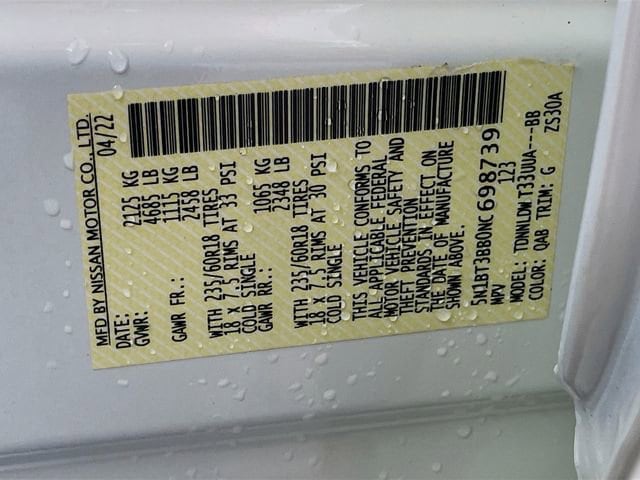 MFD BY NISSAN MOTOR CO., LTD.
DATE: 04/22
GVWR: 2125 KG
4685 LB
GAWR FR.: 1115 KG
2458 LB
WITH 235/60R18 TIRES
18 X 7.5 RIMS AT 33 PSI
COLD SINGLE
GAWR RR.: 1065 KG
2348 LB
WITH 235/60R18 TIRES
18 X 7.5 RIMS AT 30 PSI
COLD SINGLE
THIS VEHICLE CONFORMS TO
ALL APPLICABLE FEDERAL
MOTOR VEHICLE SAFETY AND
THEFT PREVENTION
STANDARDS IN EFFECT ON
THE DATE OF MANUFACTURE
SHOWN ABOVE.
5N1BT3BB0NC698739
MPV 123
MODEL: TDNNLDW T33UUA----BB
COLOR: QAB TRIM: G ZS30A